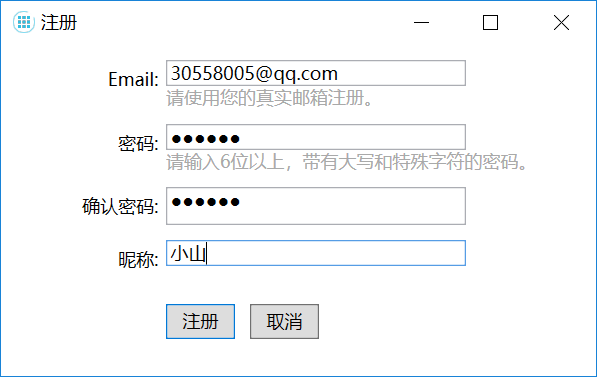 注册
Email: 30558005@qq.com
请使用您的真实邮箱注册。
密码: ●●●●●●
请输入6位以上，带有大写和特殊字符的密码。
确认密码: ●●●●●●
昵称: 小山
注册 取消